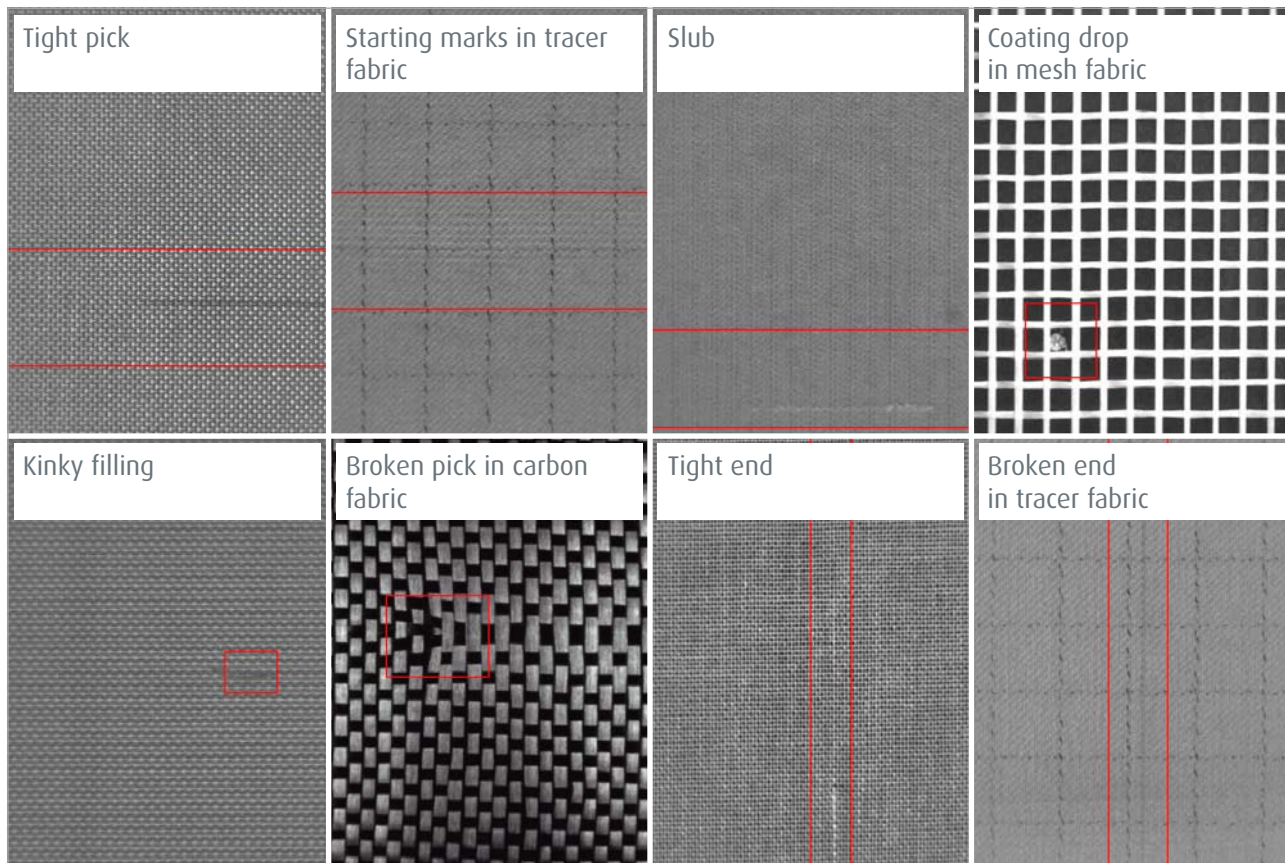 Tight pick
Starting marks in tracer
fabric
Slub
Coating drop
in mesh fabric
Kinky filling
Broken pick in carbon
fabric
Tight end
Broken end
in tracer fabric